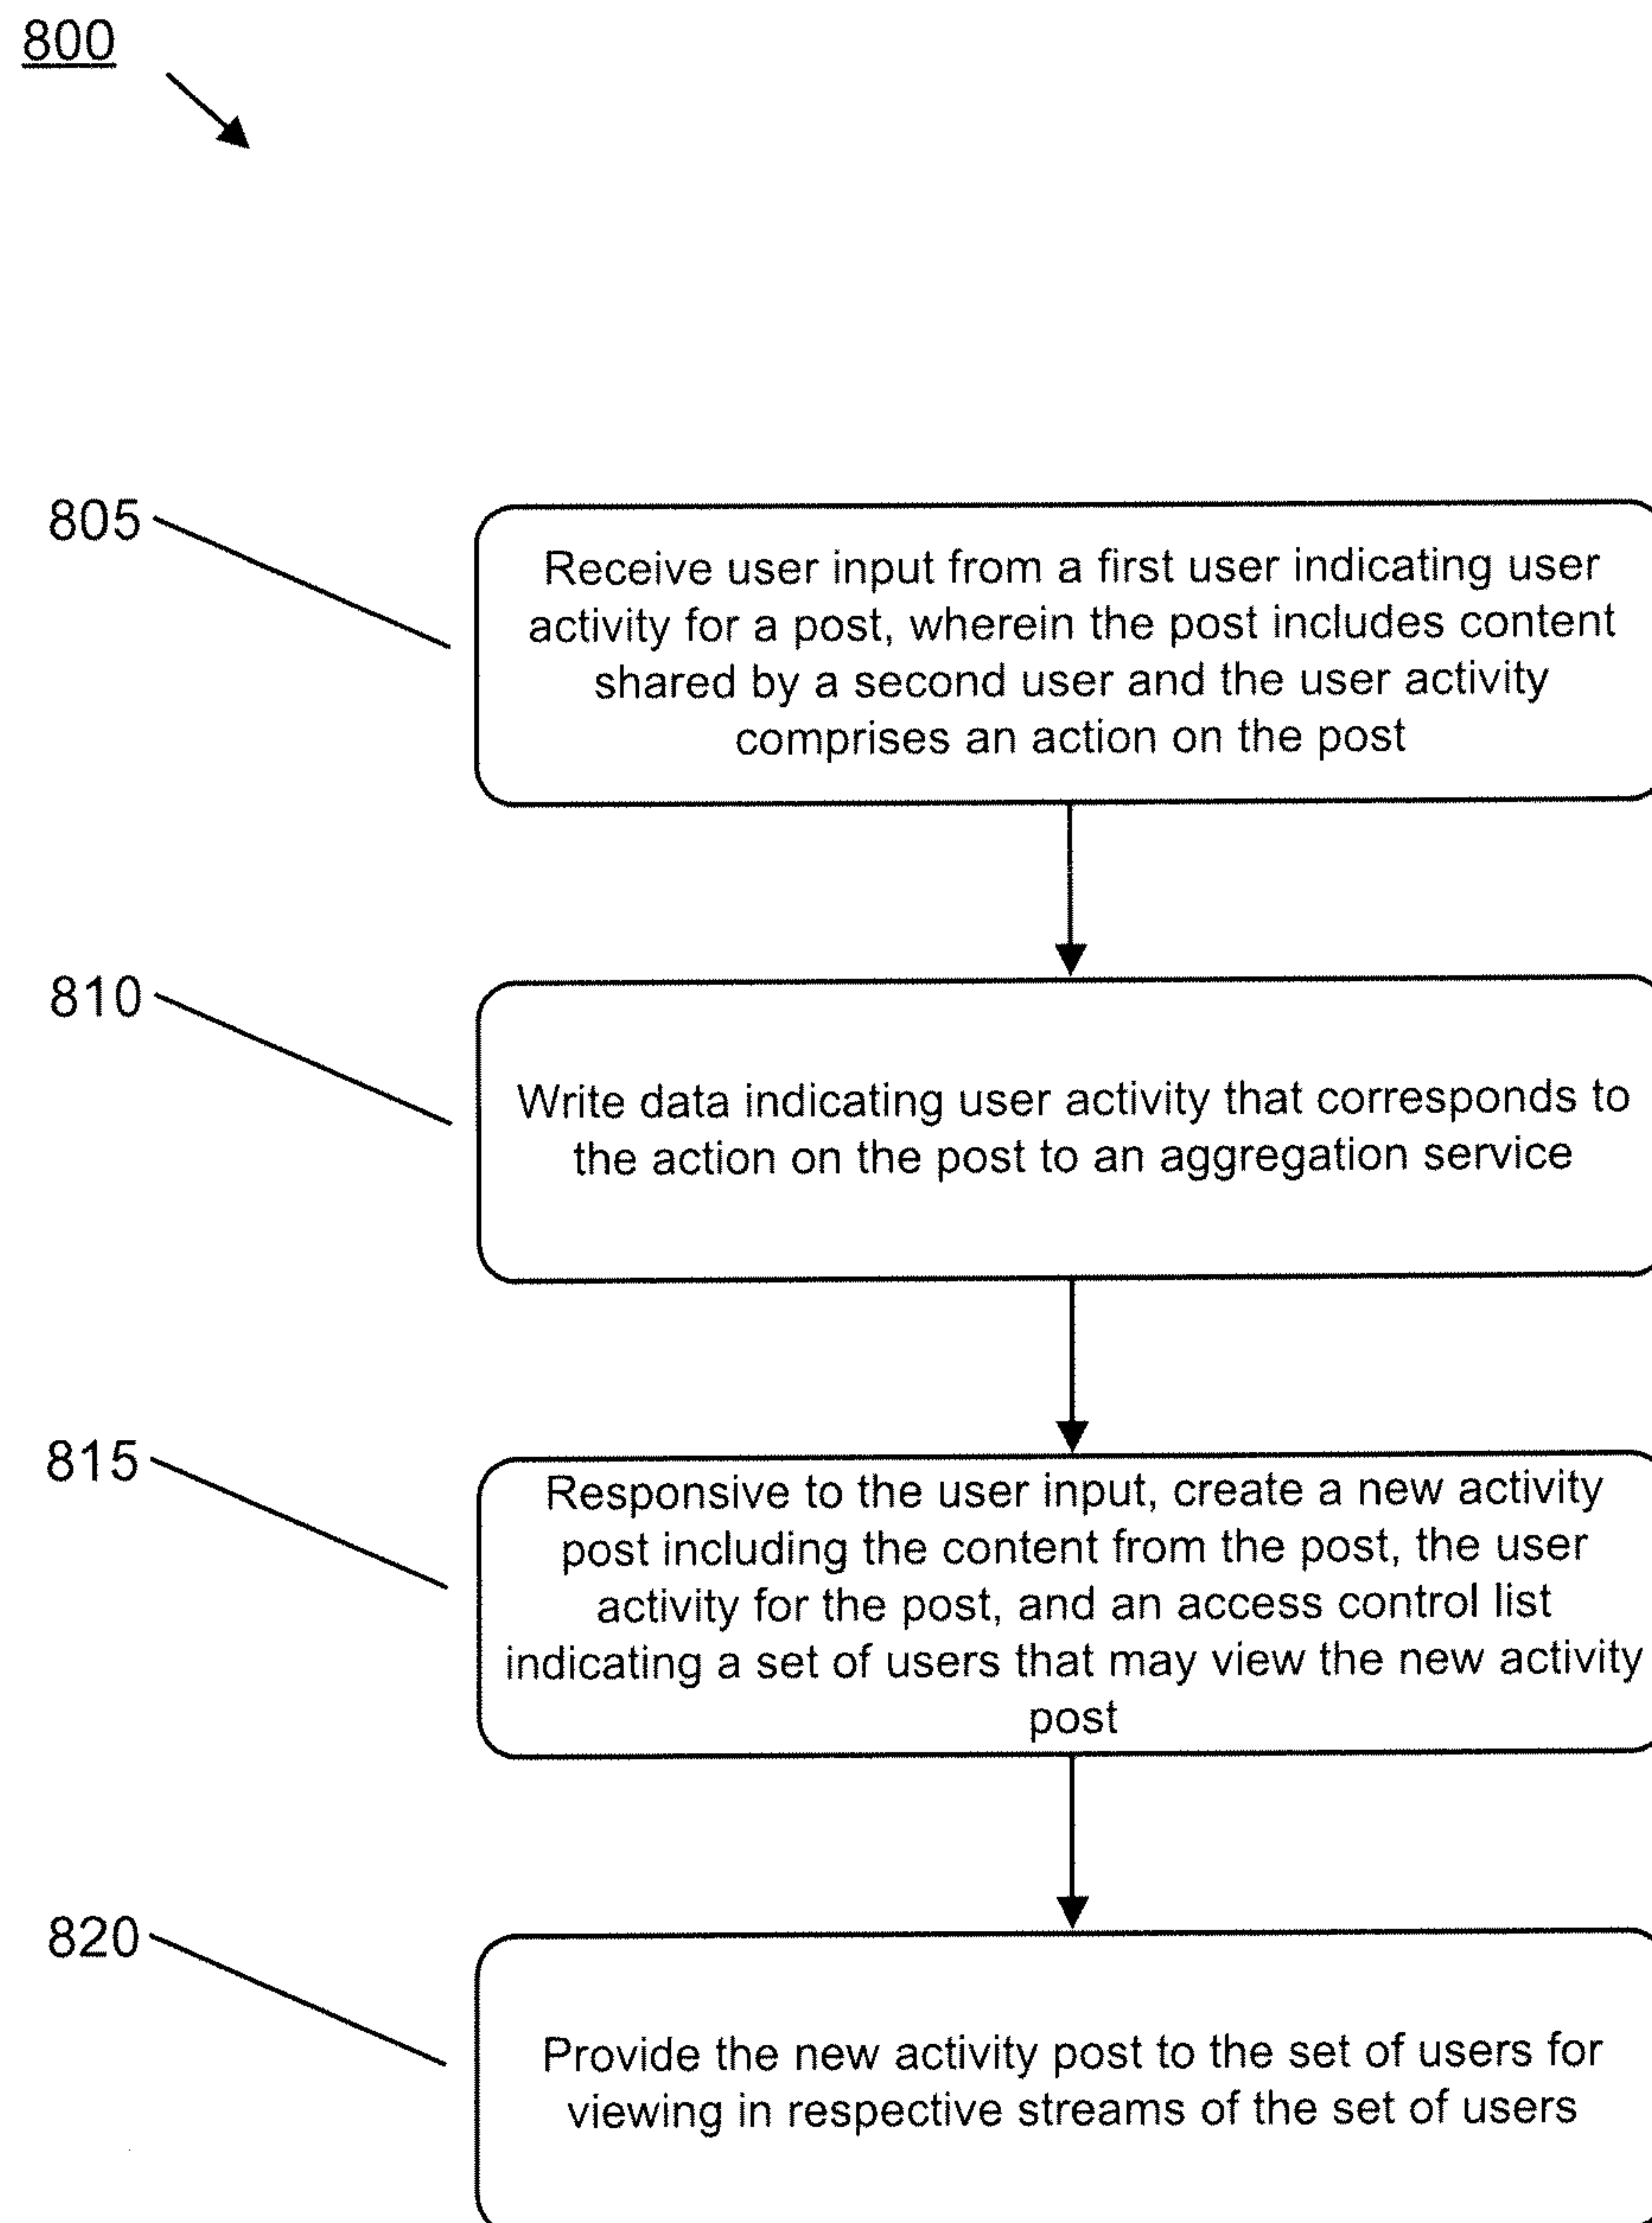 800
805
Receive user input from a first user indicating user
activity for a post, wherein the post includes content
shared by a second user and the user activity
comprises an action on the post
810
Write data indicating user activity that corresponds to
the action on the post to an aggregation service
815
Responsive to the user input, create a new activity
post including the content from the post, the user
activity for the post, and an access control list
indicating a set of users that may view the new activity
post
820
Provide the new activity post to the set of users for
viewing in respective streams of the set of users